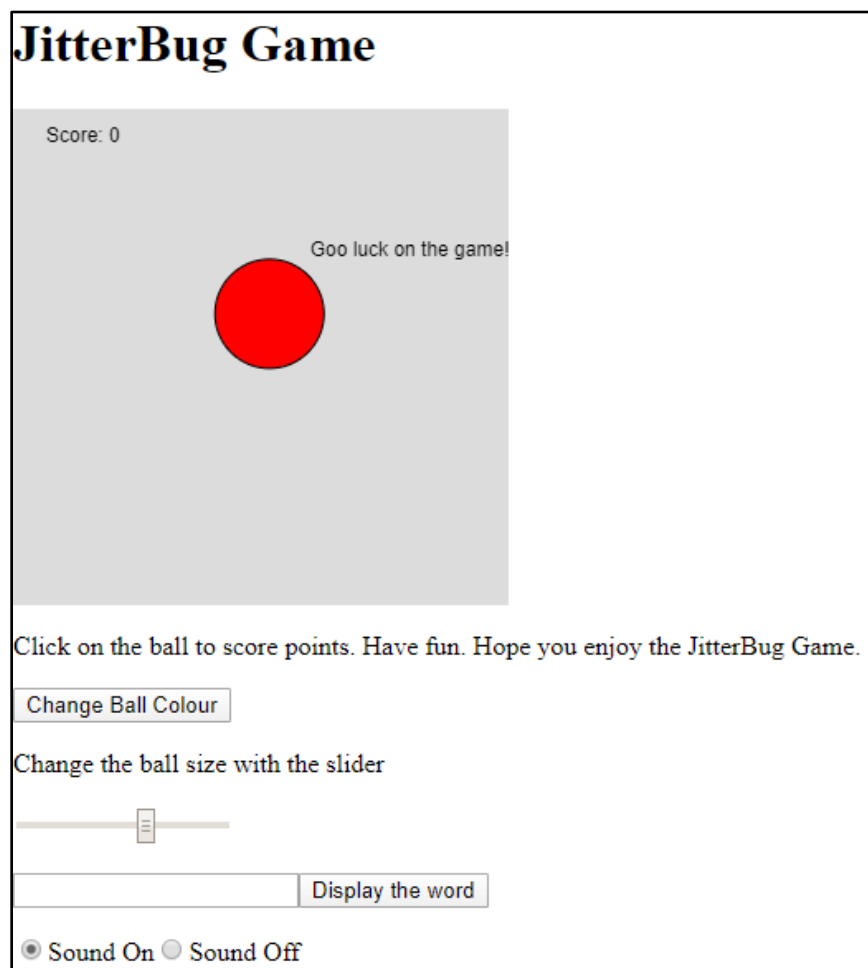 JitterBug Game
Score: 0
Goo luck on the game!
Click on the ball to score points. Have fun. Hope you enjoy the JitterBug Game.
Change Ball Colour
Change the ball size with the slider
Display the word
Sound On Sound Off